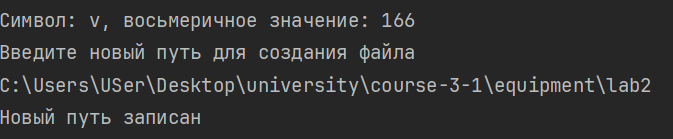 Символ: v, восьмеричное значение: 166
Введите новый путь для создания файла
C:\Users\USer\Desktop\university\course-3-1\equipment\lab2
Новый путь записан